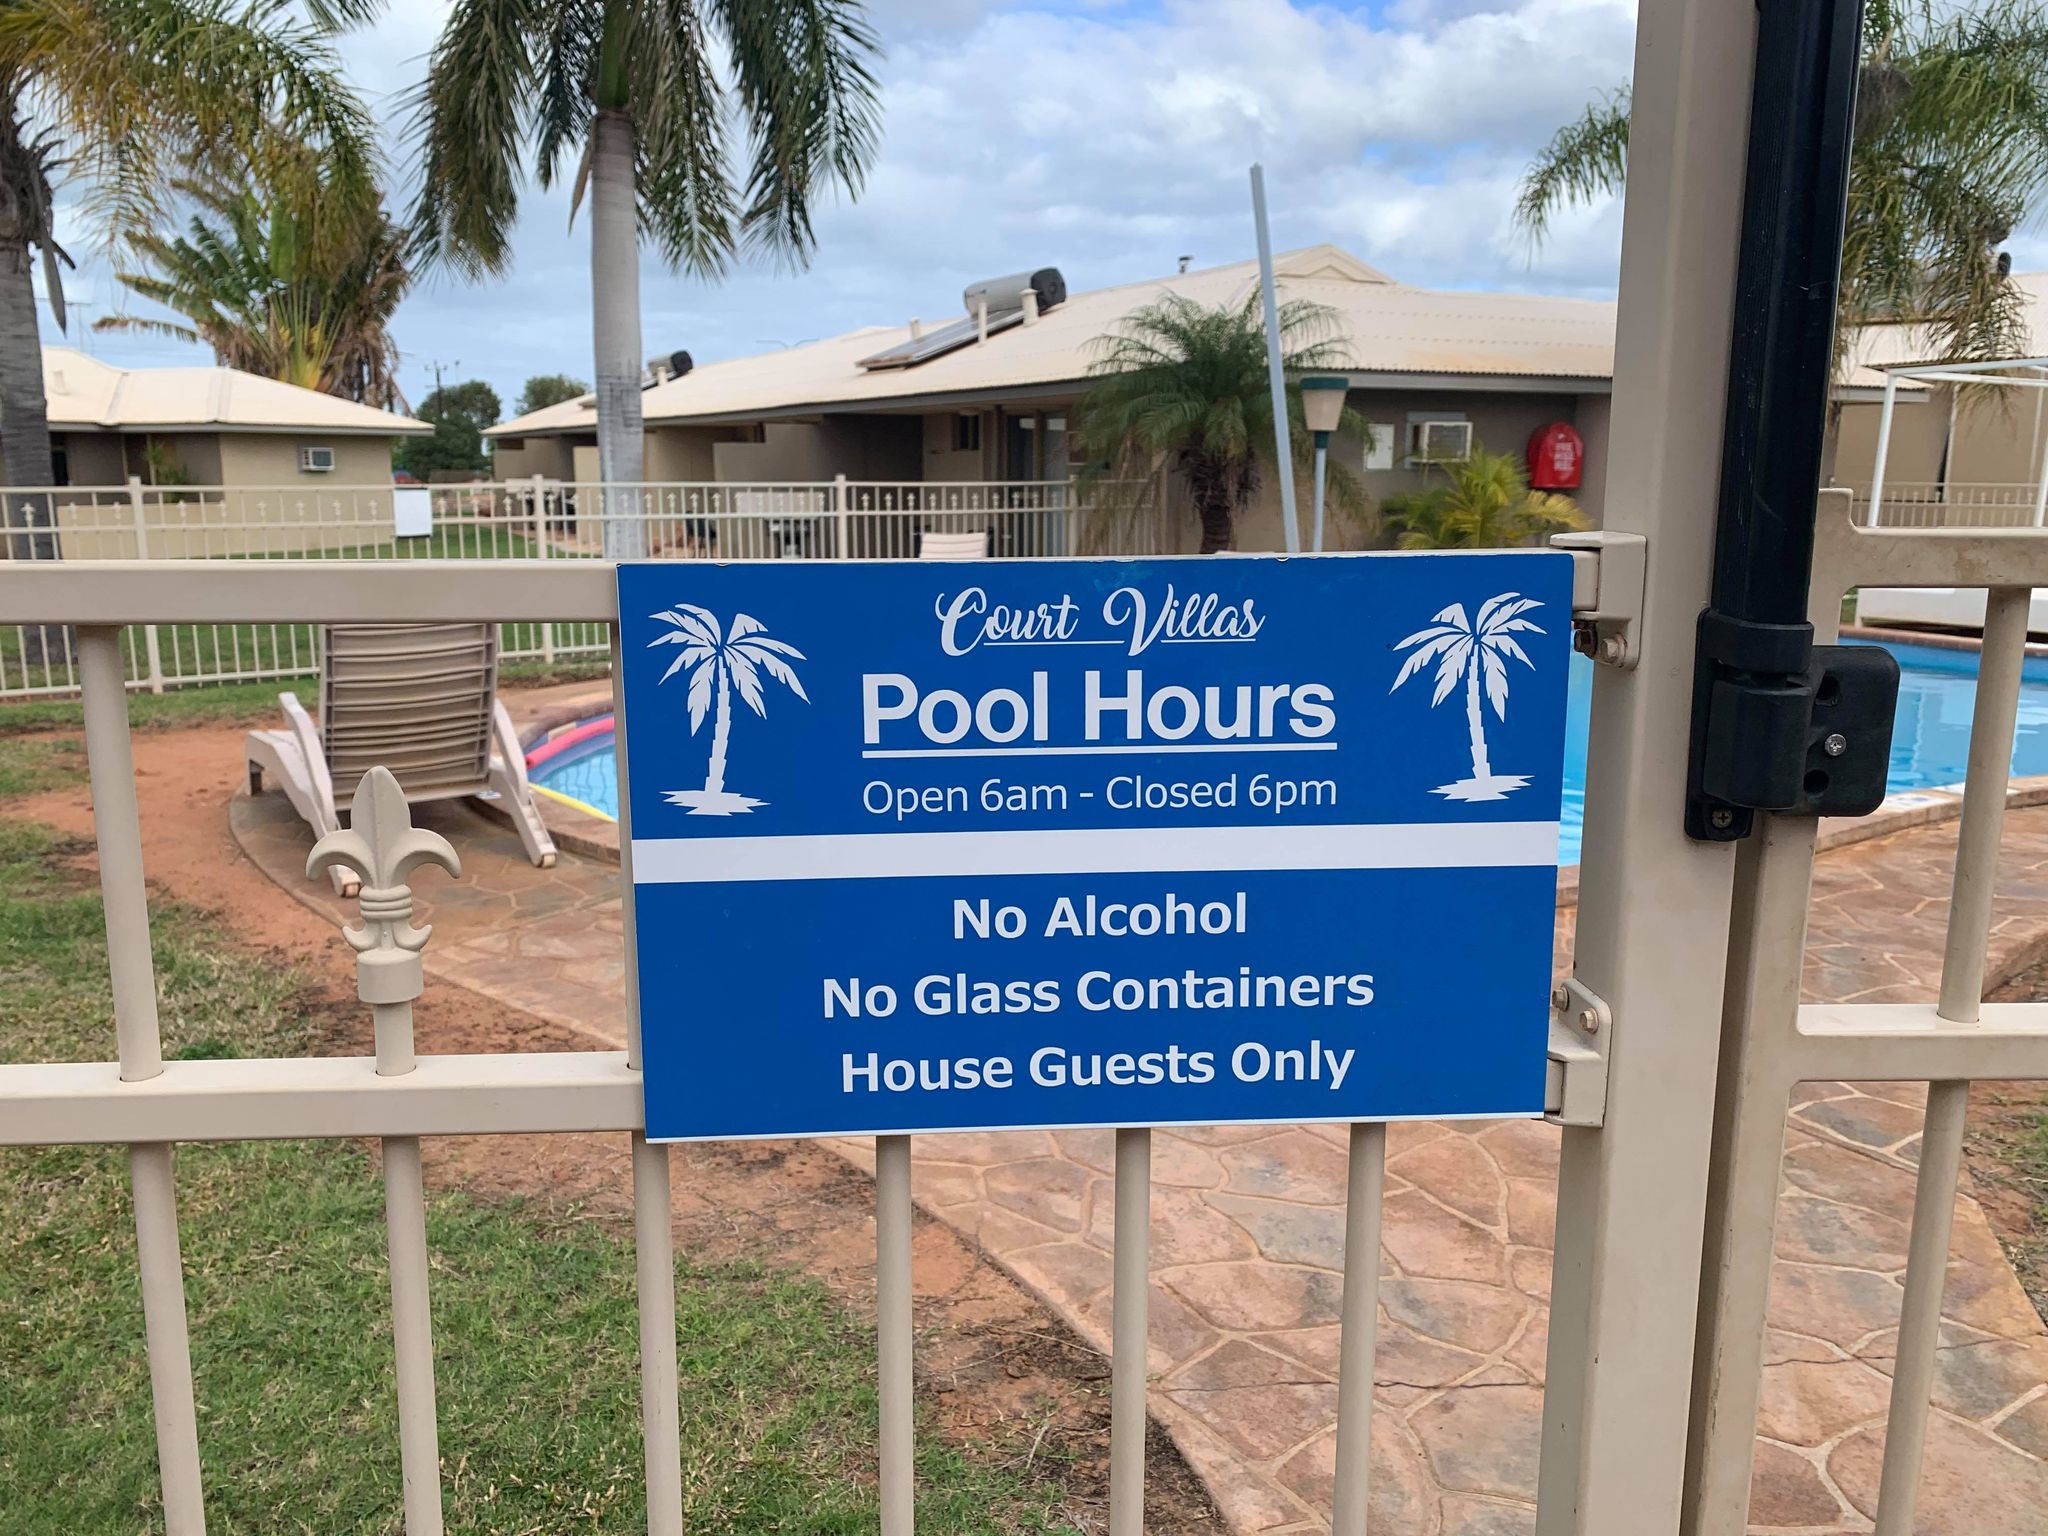 Court Villas
Pool Hours
Open 6am - Closed 6pm
No Alcohol
No Glass Containers
House Guests Only